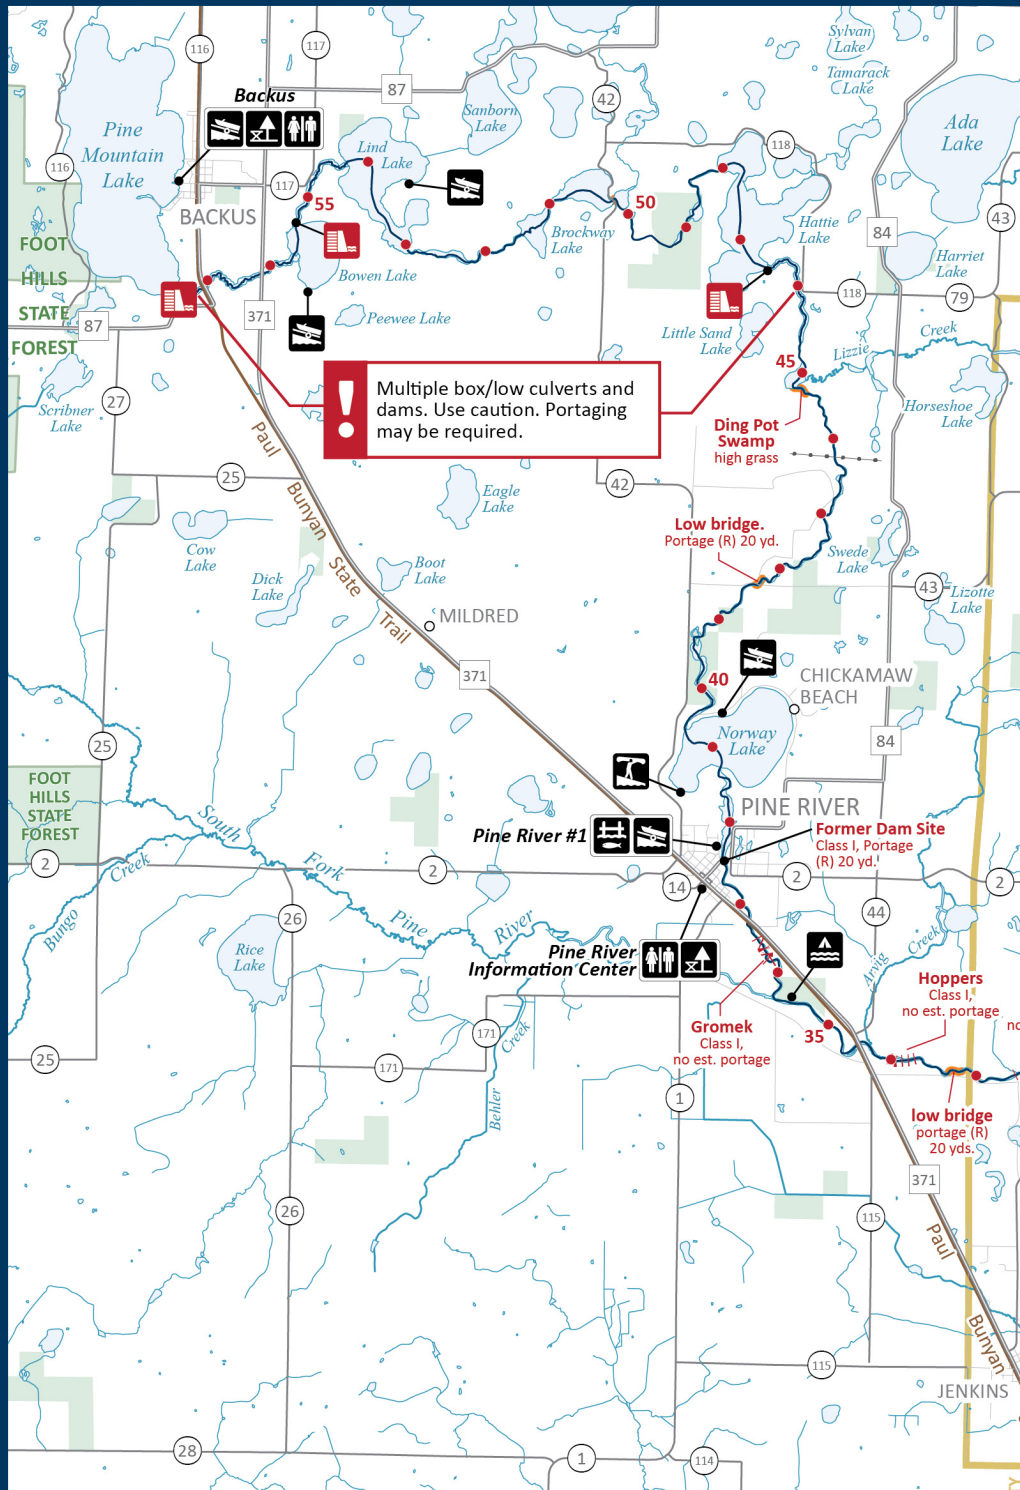 116
117
Sylvan
Lake
Tamarack
Lake
87
42
Backus
Sanborn
Lake
Ada
Lake
Pine
Mountain
Lake
Lind
Lake
118
116
117
55
50
43
BACKUS
Brockway
Lake
Hattie
Lake
84
FOOT
HILLS
STATE
FOREST
Bowen Lake
Harriet
Lake
118
79
87
371
Peewee Lake
Little Sand
Lake
Lizzie
Creek
45
Multiple box/low culverts and
dams. Use caution. Portaging
may be required.
27
Scribner
Lake
Horseshoe
Lake
Ding Pot
Swamp
high grass
Paul
Bunyan
State
Trail
25
42
Eagle
Lake
Low bridge.
Portage (R) 20 yd.
Cow
Lake
Swede
Lake
Boot
Lake
Dick
Lake
43
Lizotte
Lake
MILDRED
371
40
CHICKAMAW
BEACH
25
Norway
Lake
84
FOOT
HILLS
STATE
FOREST
PINE RIVER
South
Fork
Pine
River
Pine River #1
Former Dam Site
Class I, Portage
(R) 20 yd.
2
Creek
Bungo
2
14
2
2
26
44
Rice
Lake
Pine River
Information Center
Arvig
Creek
Hoppers
Class I,
no est. portage
no
Gromek
Class I,
no est. portage
35
171
Creek
Behler
25
171
1
low bridge
portage (R)
20 yds.
371
26
115
Paul
Bunyan
115
JENKINS
28
1
114